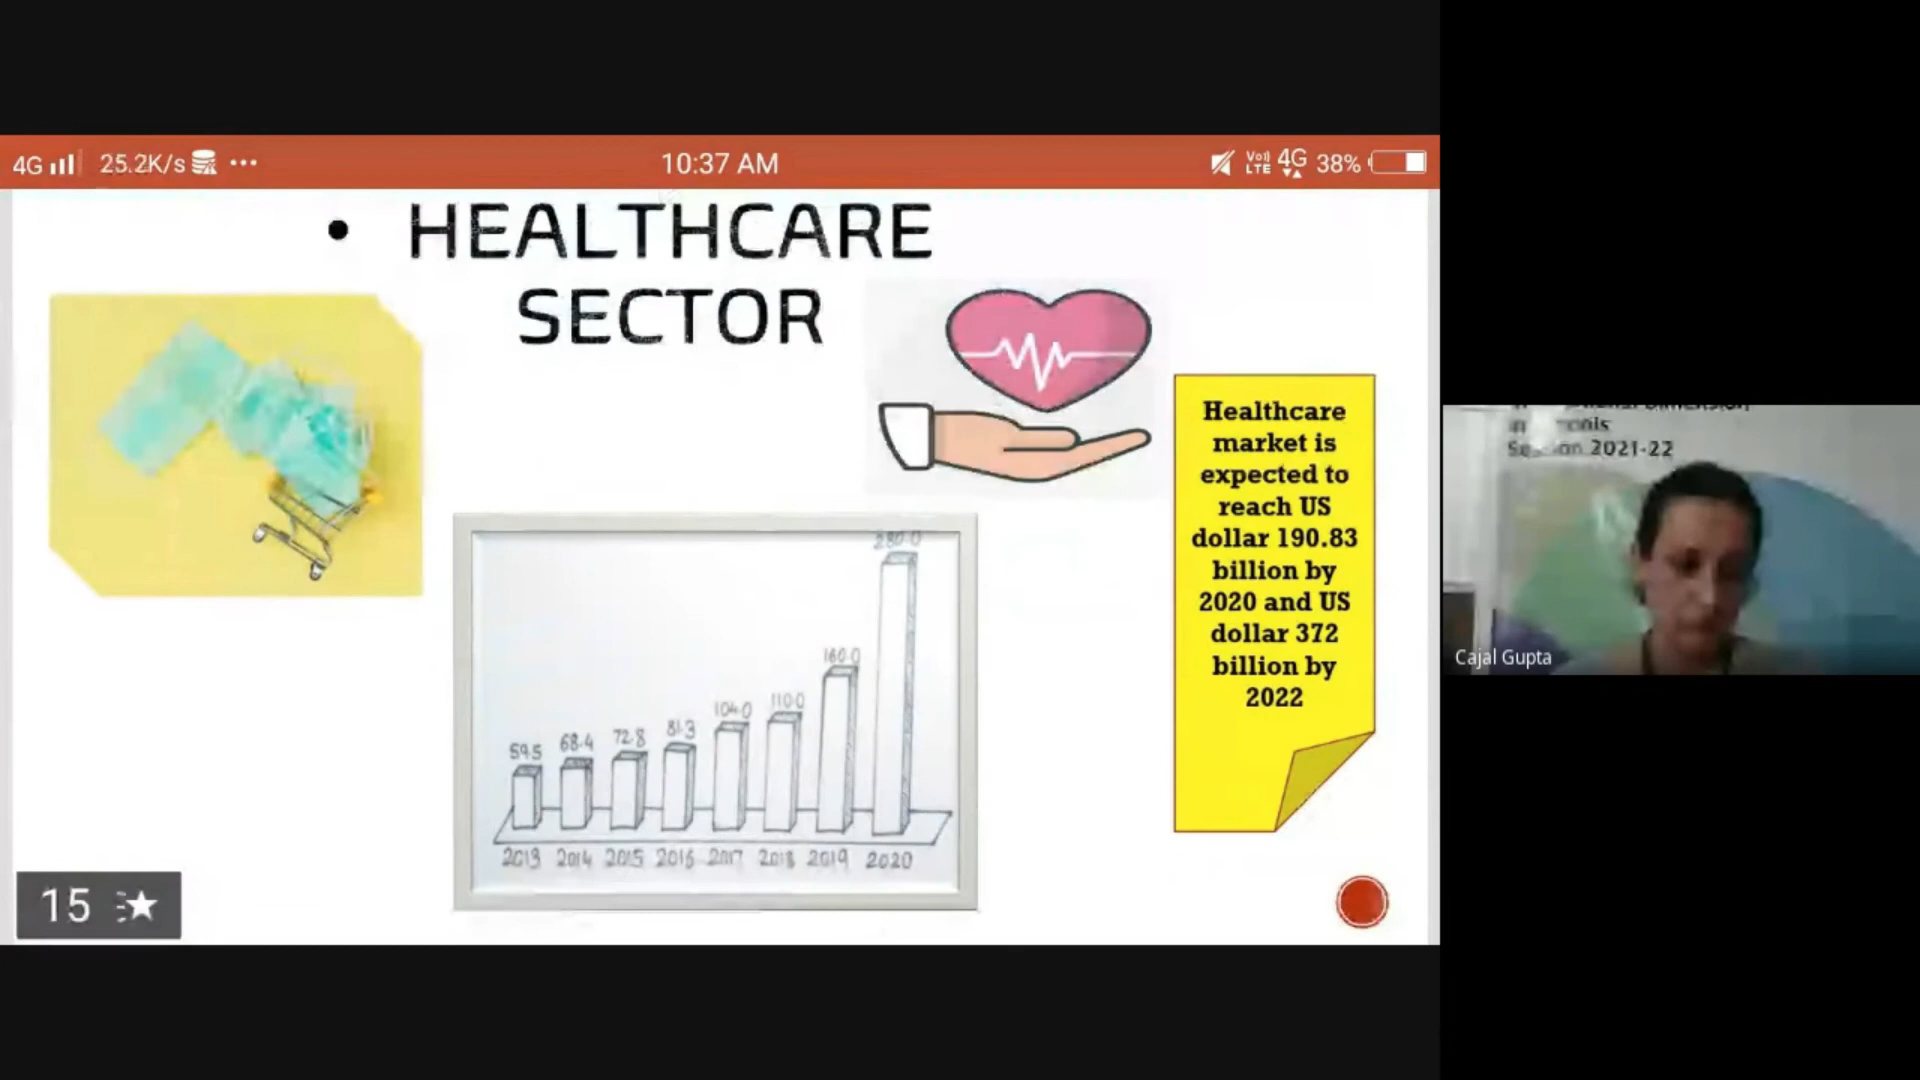 4G 25.2K/s ••• 10:37 AM Vo)) LTE 4G 38%
• HEALTHCARE
SECTOR
Healthcare
market is
expected to
reach US
dollar 190.83
billion by
2020 and US
dollar 372
billion by
2022
280.0
160.0
110.0
104.0
81.3
72.8
68.4
59.5
2013 2014 2015 2016 2017 2018 2019 2020
15
Session 2021-22
Cajal Gupta